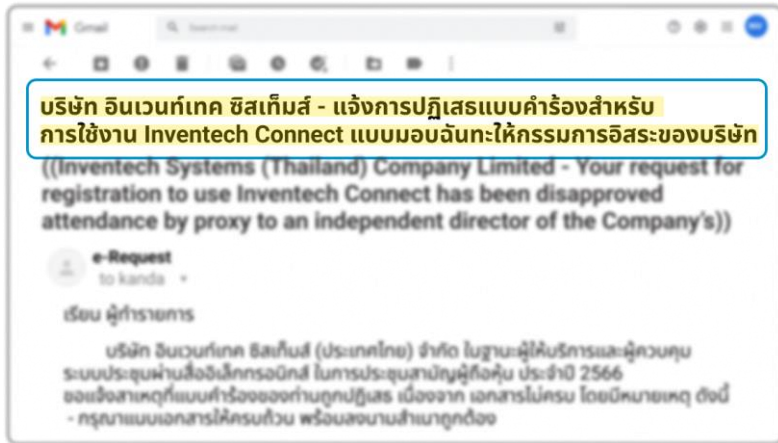 Gmail
Search mail
บริษัท อินเวนท์เทค ซิสเท็มส์ - แจ้งการปฏิเสธแบบคำร้องสำหรับ
การใช้งาน Inventech Connect แบบมอบฉันทะให้กรรมการอิสระของบริษัท
((Inventech Systems (Thailand) Company Limited - Your request for
registration to use Inventech Connect has been disapproved
attendance by proxy to an independent director of the Company's))
e-Request
to kanda
เรียน ผู้ทำรายการ
บริษัท อินเวนท์เทค ซิสเท็มส์ (ประเทศไทย) จำกัด ในฐานะผู้ให้บริการและผู้ควบคุม
ระบบประชุมผ่านสื่ออิเล็กทรอนิกส์ ในการประชุมสามัญผู้ถือหุ้น ประจำปี 2566
ขอแจ้งสาเหตุที่แบบคำร้องของท่านถูกปฏิเสธ เนื่องจาก เอกสารไม่ครบ โดยมีหมายเหตุ ดังนี้
- กรุณาแนบเอกสารให้ครบถ้วน พร้อมลงนามสำเนาถูกต้อง